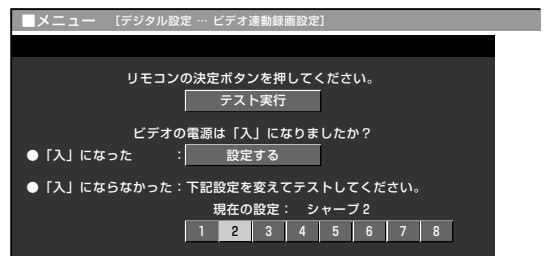 ■メニュー [デジタル設定 … ビデオ連動録画設定]
リモコンの決定ボタンを押してください。
テスト実行
ビデオの電源は「入」になりましたか？
●「入」になった ： 設定する
●「入」にならなかった：下記設定を変えてテストしてください。
現在の設定： シャープ2
1 2 3 4 5 6 7 8